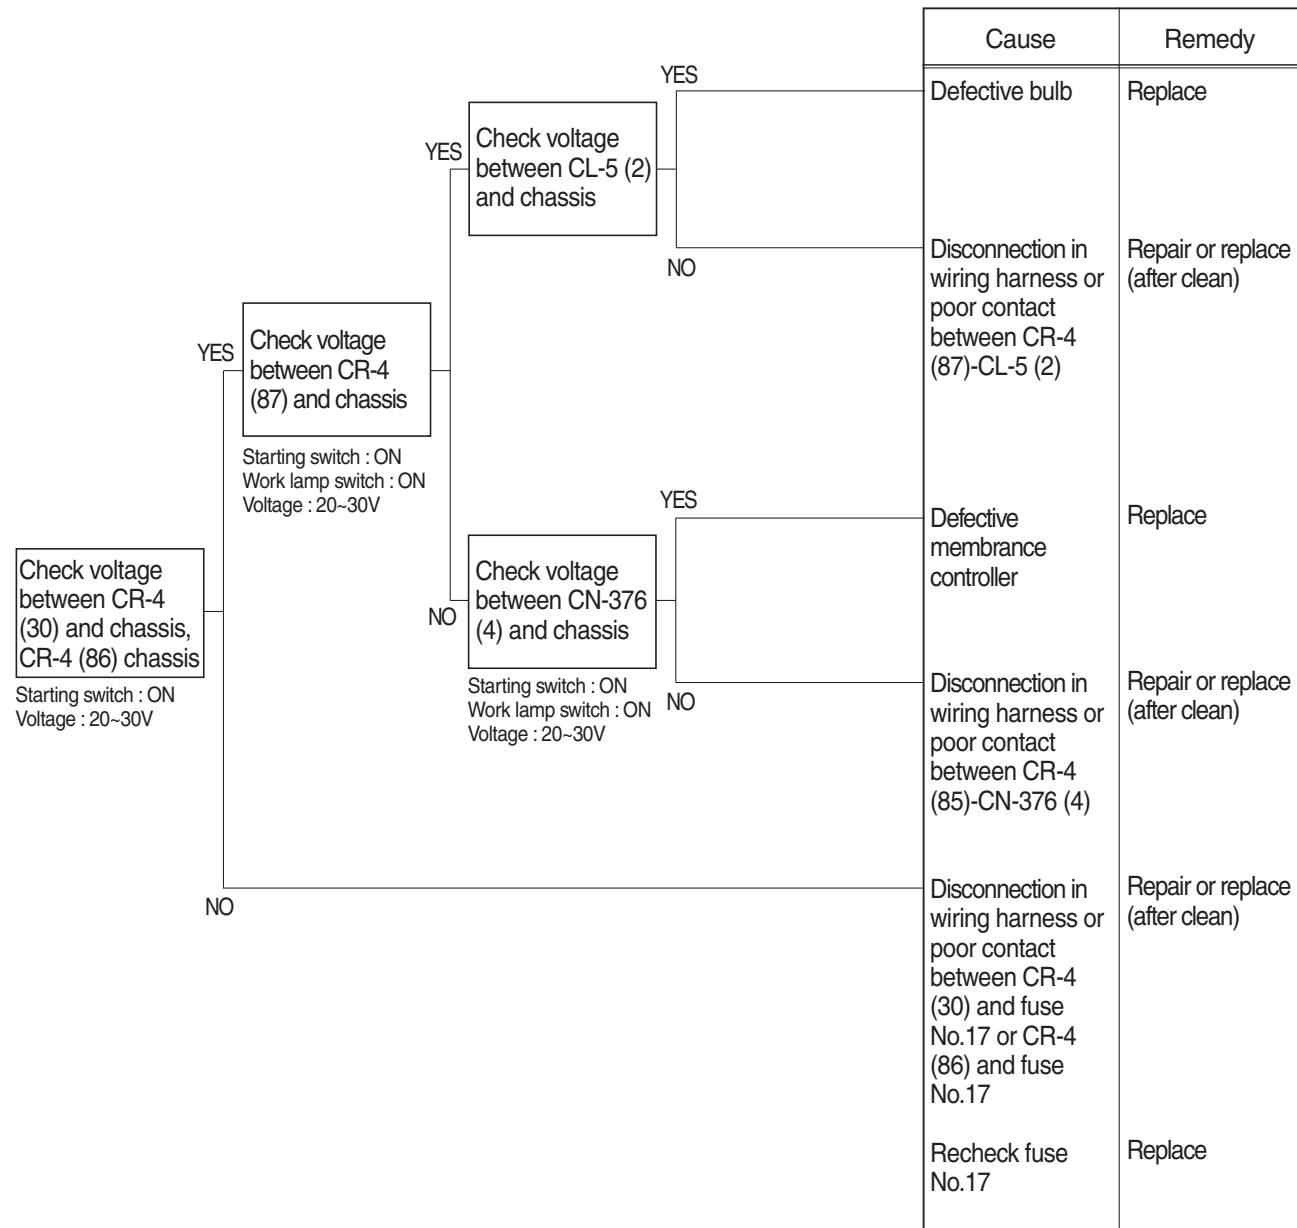 Cause
Remedy
YES
Defective bulb
Replace
Check voltage
between CL-5 (2)
and chassis
YES
NO
Disconnection in
wiring harness or
poor contact
between CR-4
(87)-CL-5 (2)
Repair or replace
(after clean)
YES
Check voltage
between CR-4
(87) and chassis
Starting switch : ON
Work lamp switch : ON
Voltage : 20~30V
YES
Defective
membrance
controller
Replace
Check voltage
between CR-4
(30) and chassis,
CR-4 (86) chassis
Starting switch : ON
Voltage : 20~30V
NO
Check voltage
between CN-376
(4) and chassis
Starting switch : ON
Work lamp switch : ON
Voltage : 20~30V
NO
Disconnection in
wiring harness or
poor contact
between CR-4
(85)-CN-376 (4)
Repair or replace
(after clean)
NO
Disconnection in
wiring harness or
poor contact
between CR-4
(30) and fuse
No.17 or CR-4
(86) and fuse
No.17
Repair or replace
(after clean)
Recheck fuse
No.17
Replace